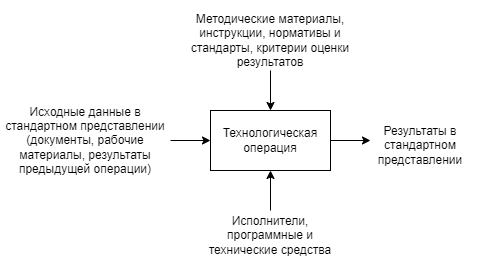 Методические материалы,
инструкции, нормативы и
стандарты, критерии оценки
результатов
Исходные данные в
стандартном представлении
(документы, рабочие
материалы, результаты
предыдущей операции)
Технологическая
операция
Результаты в
стандартном
представлении
Исполнители,
программные и
технические средства